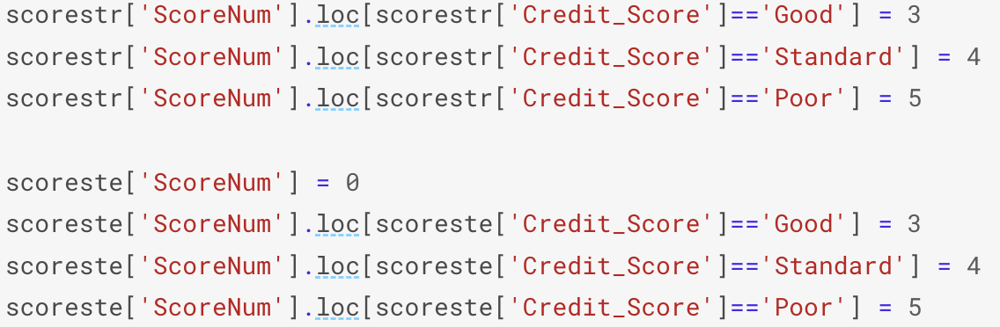 scorestr['ScoreNum'].loc[scorestr['Credit_Score']=='Good'] = 3
scorestr['ScoreNum'].loc[scorestr['Credit_Score']=='Standard'] = 4
scorestr['ScoreNum'].loc[scorestr['Credit_Score']=='Poor'] = 5
scoreste['ScoreNum'] = 0
scoreste['ScoreNum'].loc[scoreste['Credit_Score']=='Good'] = 3
scoreste['ScoreNum'].loc[scoreste['Credit_Score']=='Standard'] = 4
scoreste['ScoreNum'].loc[scoreste['Credit_Score']=='Poor'] = 5